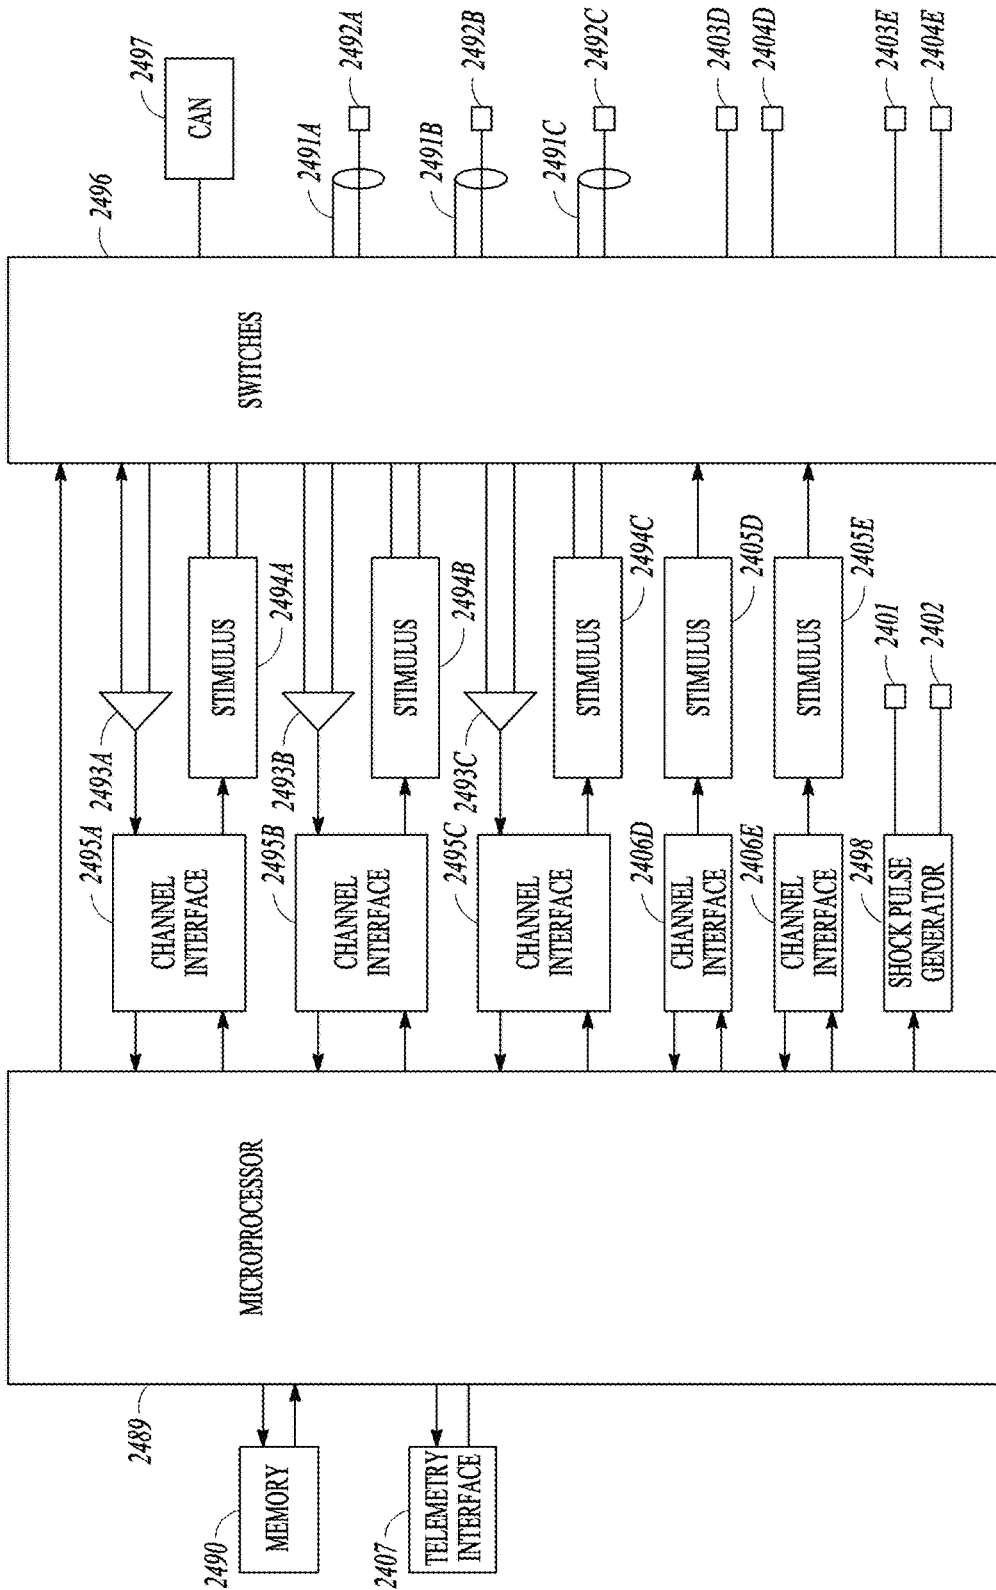 2497
CAN
2492A
2491A
2492B
2491B
2492C
2491C
2403D
2404D
2403E
2404E
2496
SWITCHES
2493A
STIMULUS
2494A
2493B
STIMULUS
2494B
2493C
STIMULUS
2494C
STIMULUS
2405D
STIMULUS
2405E
2401
2402
2495A
CHANNEL
INTERFACE
2495B
CHANNEL
INTERFACE
2495C
CHANNEL
INTERFACE
2406D
CHANNEL
INTERFACE
2406E
CHANNEL
INTERFACE
2498
SHOCK PULSE
GENERATOR
MICROPROCESSOR
2489
2490
MEMORY
2407
TELEMETRY
INTERFACE